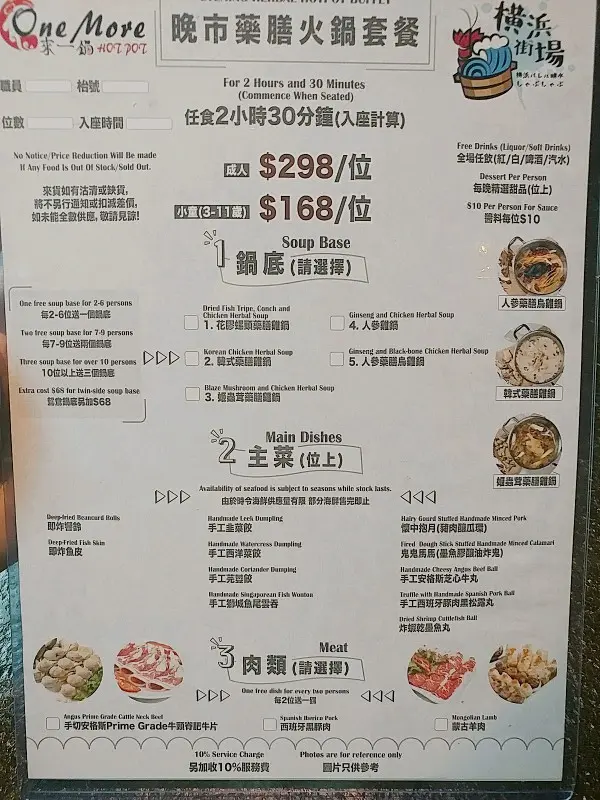 One More
來一鍋 HOT POT
晚市藥膳火鍋套餐
橫浜
街場
職員
枱號
位數
入座時間
For 2 Hours and 30 Minutes
(Commence When Seated)
任食2小時30分鐘(入座計算)
No Notice/Price Reduction Will Be made
If Any Food Is Out Of Stock/Sold Out.
來貨如有沽清或缺貨,
將不另行通知或扣減差價,
如未能全數供應, 敬請見諒!
成人 $298/位
小童(3-11歲) $168/位
Free Drinks (Liquor/Soft Drinks)
全場任飲(紅/白/啤酒/汽水)
Dessert Per Person
每晚精選甜品(位上)
$10 Per Person For Sauce
醬料每位$10
1 Soup Base
鍋底(請選擇)
One free soup base for 2-6 persons
每2-6位送一個鍋底
Two free soup base for 7-9 persons
每7-9位送兩個鍋底
Three soup base for over 10 persons
10位以上送三個鍋底
Extra cost $68 for twin-side soup base
鴛鴦鍋底另加$68
Dried Fish Tripe, Conch and
Chicken Herbal Soup
1. 花膠螺頭藥膳雞鍋
Korean Chicken Herbal Soup
2. 韓式藥膳雞鍋
Blaze Mushroom and Chicken Herbal Soup
3. 姬松茸藥膳雞鍋
Ginseng and Chicken Herbal Soup
4. 人參雞鍋
Ginseng and Black-bone Chicken Herbal Soup
5. 人參藥膳烏雞鍋
人參藥膳烏雞鍋
韓式藥膳雞鍋
2 Main Dishes
主菜(位上)
Availability of seafood is subject to seasons while stock lasts.
由於時令海鮮供應量有限 部分海鮮售完即止
Deep-fried Beancurd Rolls
即炸響鈴
Deep-Fried Fish Skin
即炸魚皮
Handmade Leek Dumpling
手工韭菜餃
Handmade Watercress Dumpling
手工西洋菜餃
Handmade Coriander Dumping
手工芫荽餃
Handmade Singaporean Fish Wonton
手工獅城魚尾雲吞
Hairy Gourd Stuffed Handmade Minced Pork
懷中抱月(豬肉釀瓜環)
Fired Dough Stick Stuffed Handmade Minced Calamari
鬼鬼馬馬(墨魚膠釀油炸鬼)
Handmade Cheesy Angus Beef Ball
手工安格斯芝心牛丸
Truffle with Handmade Spanish Pork Ball
手工西班牙豚肉黑松露丸
Dried Shrimp Cuttlefish Ball
炸蝦乾墨魚丸
3 Meat
肉類(請選擇)
One free dish for every two persons
每2位送一個
Angus Prime Grade Cattle Neck Beef
手切安格斯Prime Grade牛頸脊肥牛片
Spanish Iberico Pork
西班牙黑豚肉
Mongolian Lamb
蒙古羊肉
10% Service Charge
另加收10%服務費
Photos are for reference only
圖片只供參考